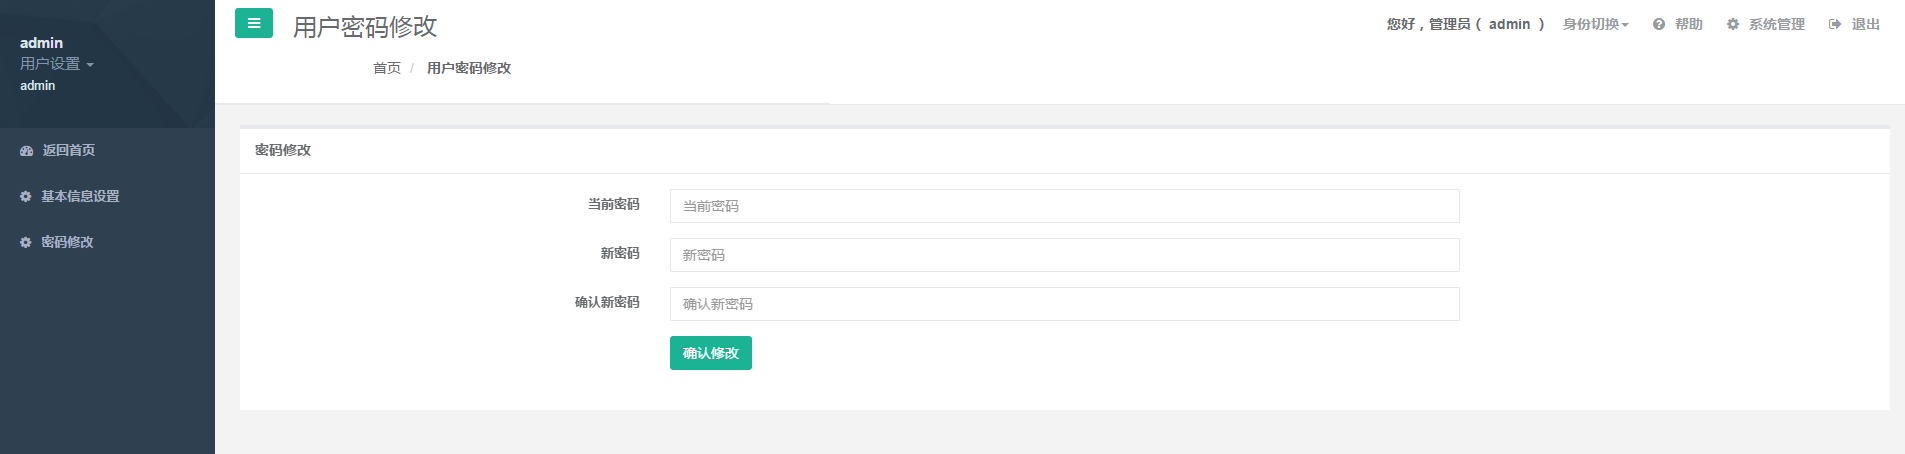 admin
用户设置
admin
返回首页
基本信息设置
密码修改
用户密码修改
您好，管理员（ admin ） 身份切换 帮助 系统管理 退出
首页 / 用户密码修改
密码修改
当前密码 当前密码
新密码 新密码
确认新密码 确认新密码
确认修改